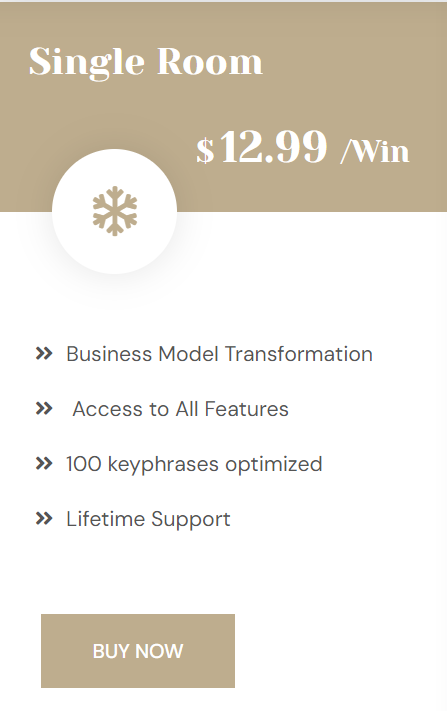 Single Room
$12.99 /Win
Business Model Transformation
Access to All Features
100 keyphrases optimized
Lifetime Support
BUY NOW